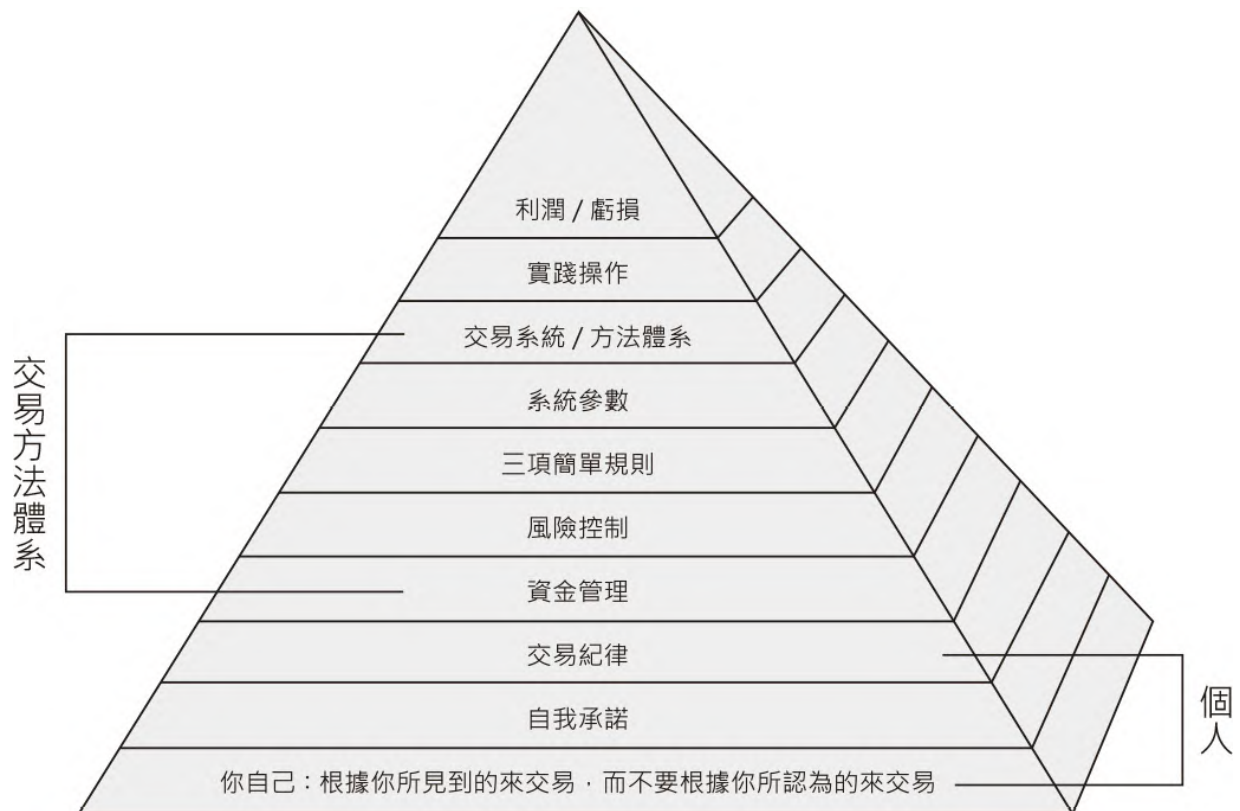 利潤 / 虧損
實踐操作
交易系統 / 方法體系
系統參數
三項簡單規則
風險控制
資金管理
交易紀律
自我承諾
你自己：根據你所見到的來交易，而不要根據你所認為的來交易
交易方法體系
個人